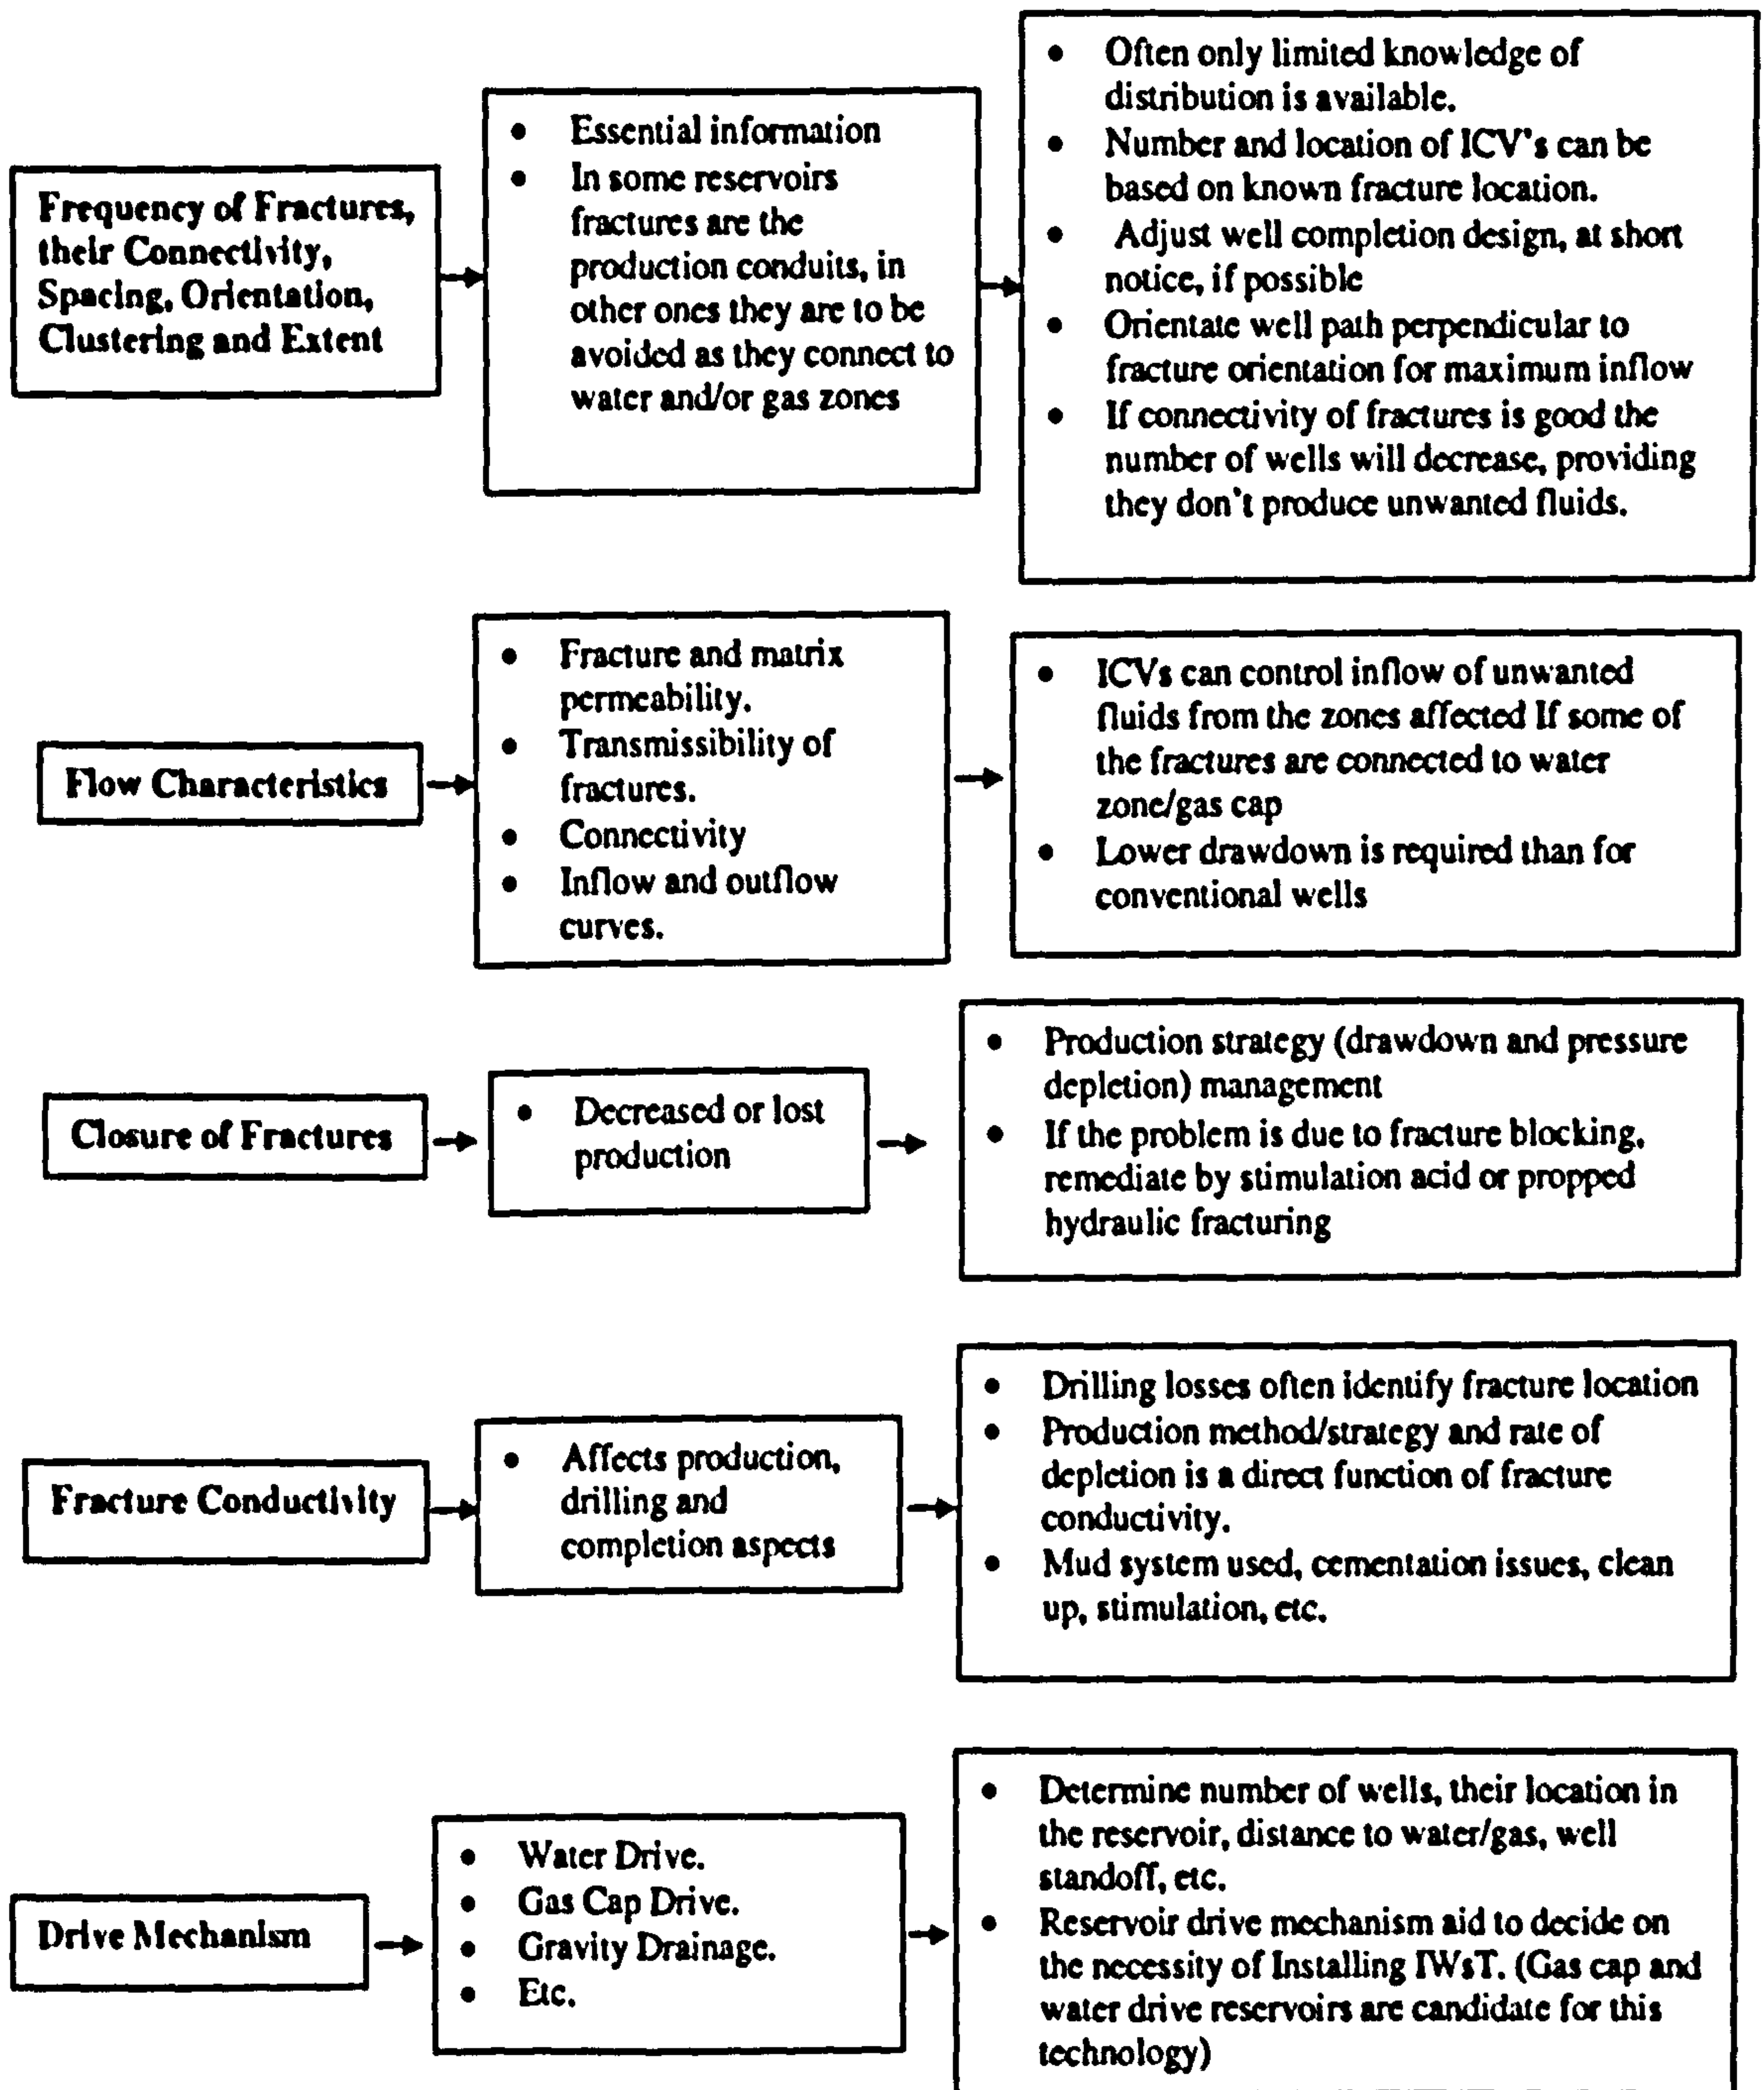 Frequency of Fractures,
their Connectivity,
Spacing, Orientation,
Clustering and Extent
• Essential information
• In some reservoirs
fractures are the
production conduits, in
other ones they are to be
avoided as they connect to
water and/or gas zones
• Often only limited knowledge of
distribution is available.
• Number and location of ICV's can be
based on known fracture location.
• Adjust well completion design, at short
notice, if possible
• Orientate well path perpendicular to
fracture orientation for maximum inflow
• If connectivity of fractures is good the
number of wells will decrease, providing
they don't produce unwanted fluids.
Flow Characteristics
• Fracture and matrix
permeability.
• Transmissibility of
fractures.
• Connectivity
• Inflow and outflow
curves.
• ICVs can control inflow of unwanted
fluids from the zones affected If some of
the fractures are connected to water
zone/gas cap
• Lower drawdown is required than for
conventional wells
Closure of Fractures
• Decreased or lost
production
• Production strategy (drawdown and pressure
depletion) management
• If the problem is due to fracture blocking,
remediate by stimulation acid or propped
hydraulic fracturing
Fracture Conductivity
• Affects production,
drilling and
completion aspects
• Drilling losses often identify fracture location
• Production method/strategy and rate of
depletion is a direct function of fracture
conductivity.
• Mud system used, cementation issues, clean
up, stimulation, etc.
Drive Mechanism
• Water Drive.
• Gas Cap Drive.
• Gravity Drainage.
• Etc.
• Determine number of wells, their location in
the reservoir, distance to water/gas, well
standoff, etc.
• Reservoir drive mechanism aid to decide on
the necessity of Installing IWsT. (Gas cap and
water drive reservoirs are candidate for this
technology)